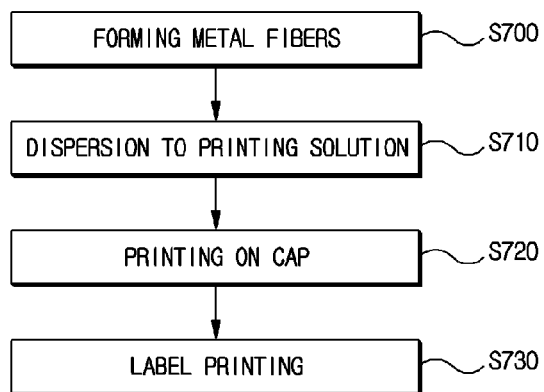 FORMING METAL FIBERS S700
DISPERSION TO PRINTING SOLUTION S710
PRINTING ON CAP S720
LABEL PRINTING S730